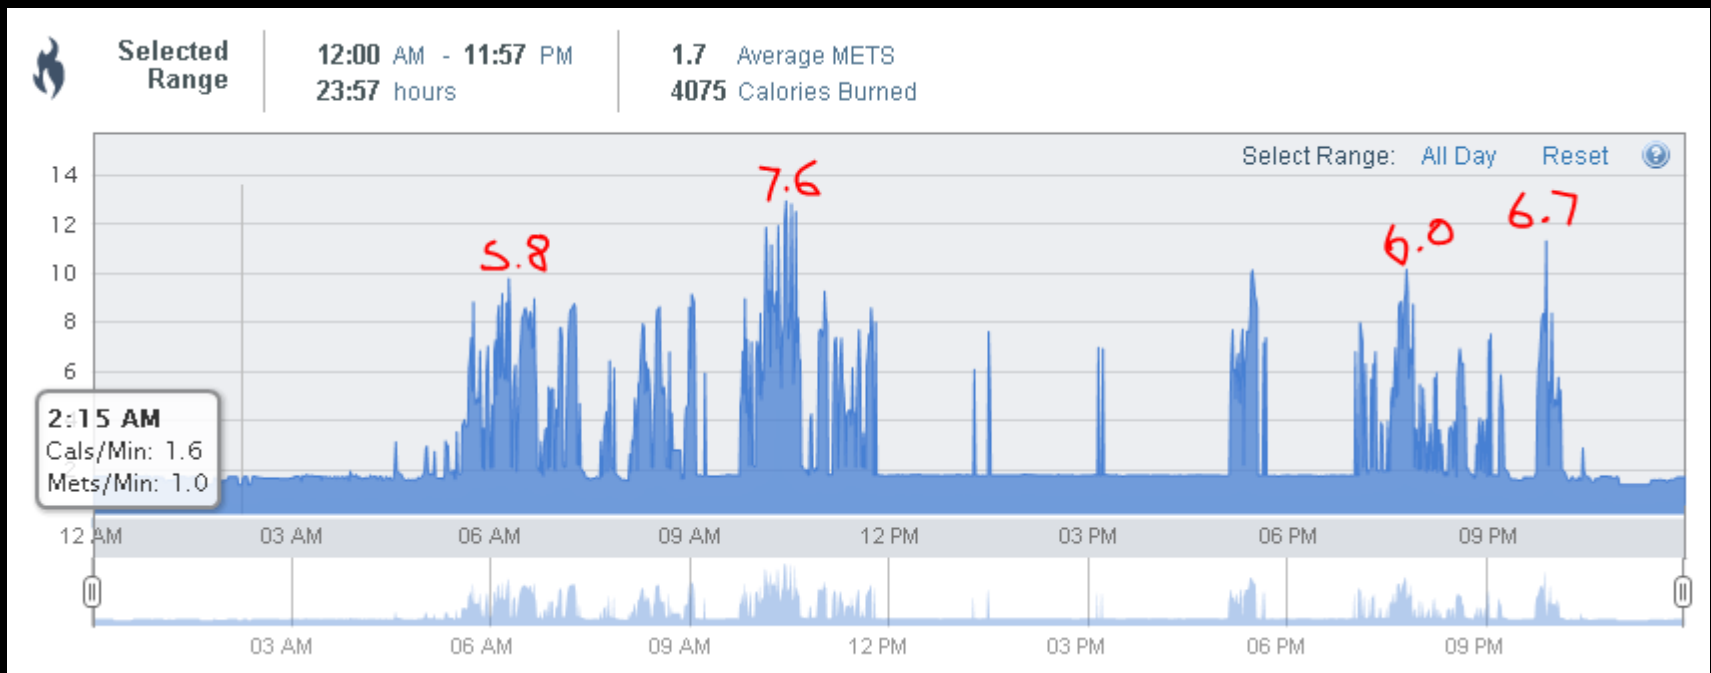 Selected Range
12:00 AM - 11:57 PM
23:57 hours
1.7 Average METS
4075 Calories Burned
Select Range: All Day Reset ?
14
12
10
8
6
2
5.8
7.6
6.0
6.7
2:15 AM
Cals/Min: 1.6
Mets/Min: 1.0
12 AM 03 AM 06 AM 09 AM 12 PM 03 PM 06 PM 09 PM
03 AM 06 AM 09 AM 12 PM 03 PM 06 PM 09 PM